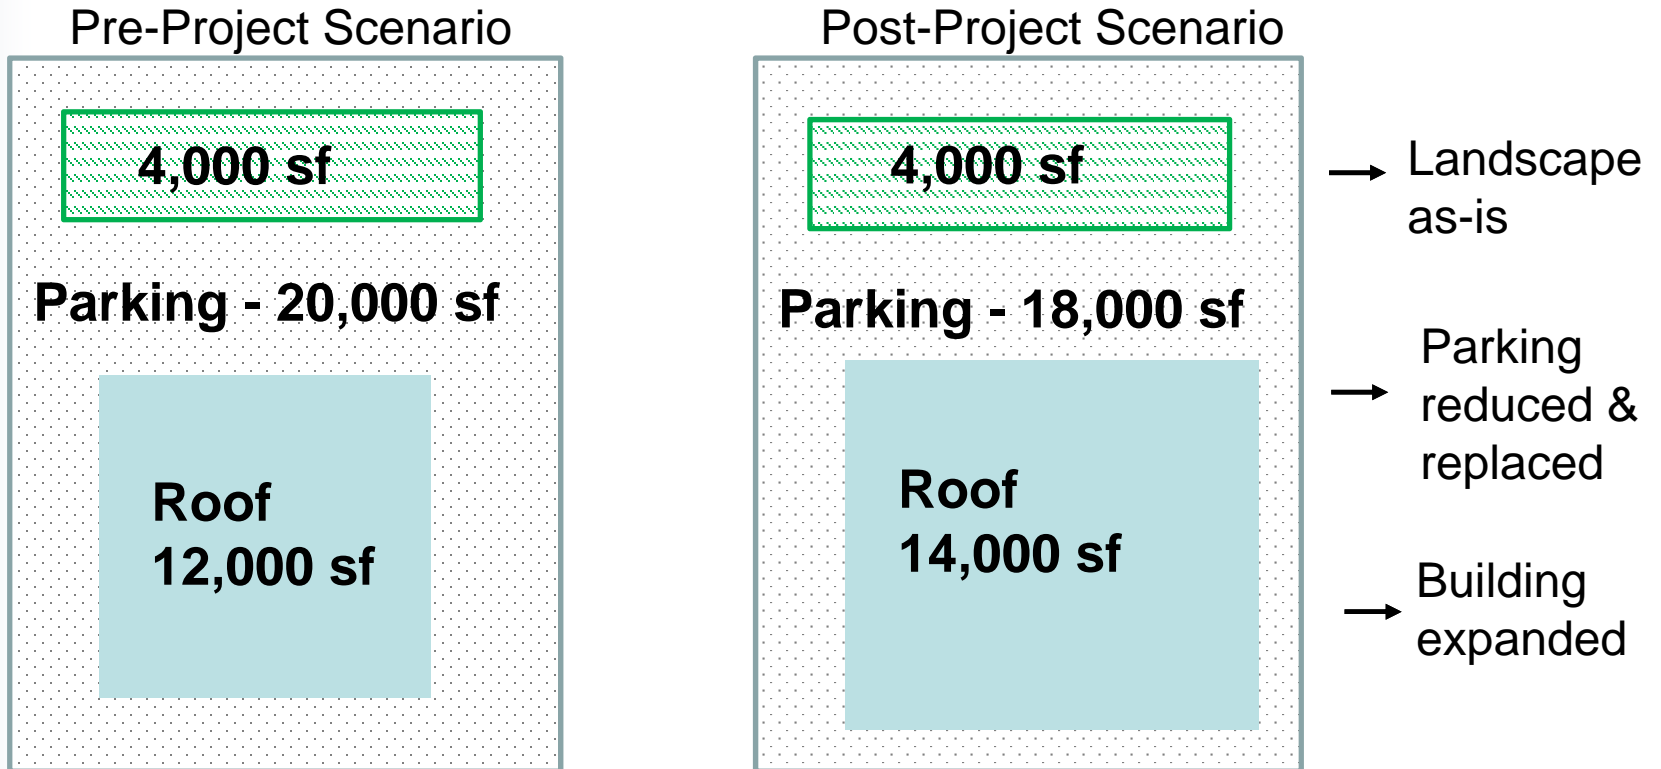 Pre-Project Scenario
4,000 sf
Parking - 20,000 sf
Roof
12,000 sf
Post-Project Scenario
4,000 sf
Parking - 18,000 sf
Roof
14,000 sf
Landscape
as-is
Parking
reduced &
replaced
Building
expanded